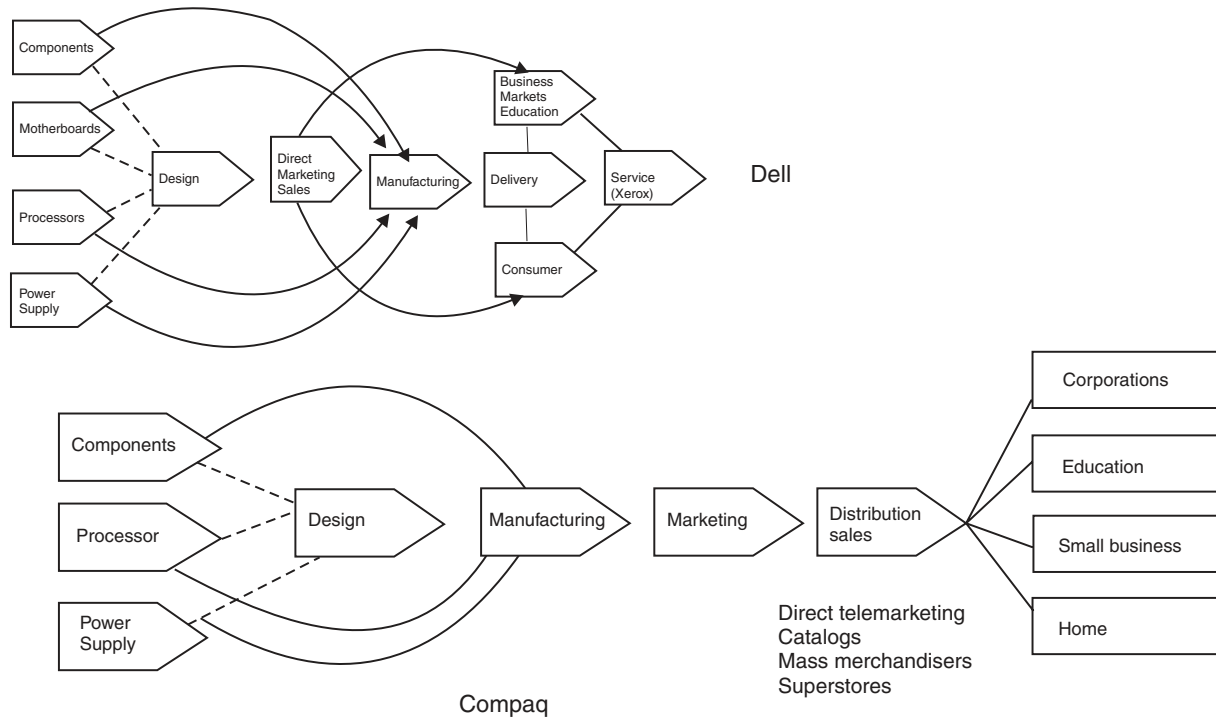 Components
Motherboards
Processors
Power
Supply
Design
Direct
Marketing
Sales
Manufacturing
Business
Markets
Education
Delivery
Consumer
Service
(Xerox)
Dell
Components
Processor
Power
Supply
Design
Manufacturing
Marketing
Distribution
sales
Corporations
Education
Small business
Home
Direct telemarketing
Catalogs
Mass merchandisers
Superstores
Compaq